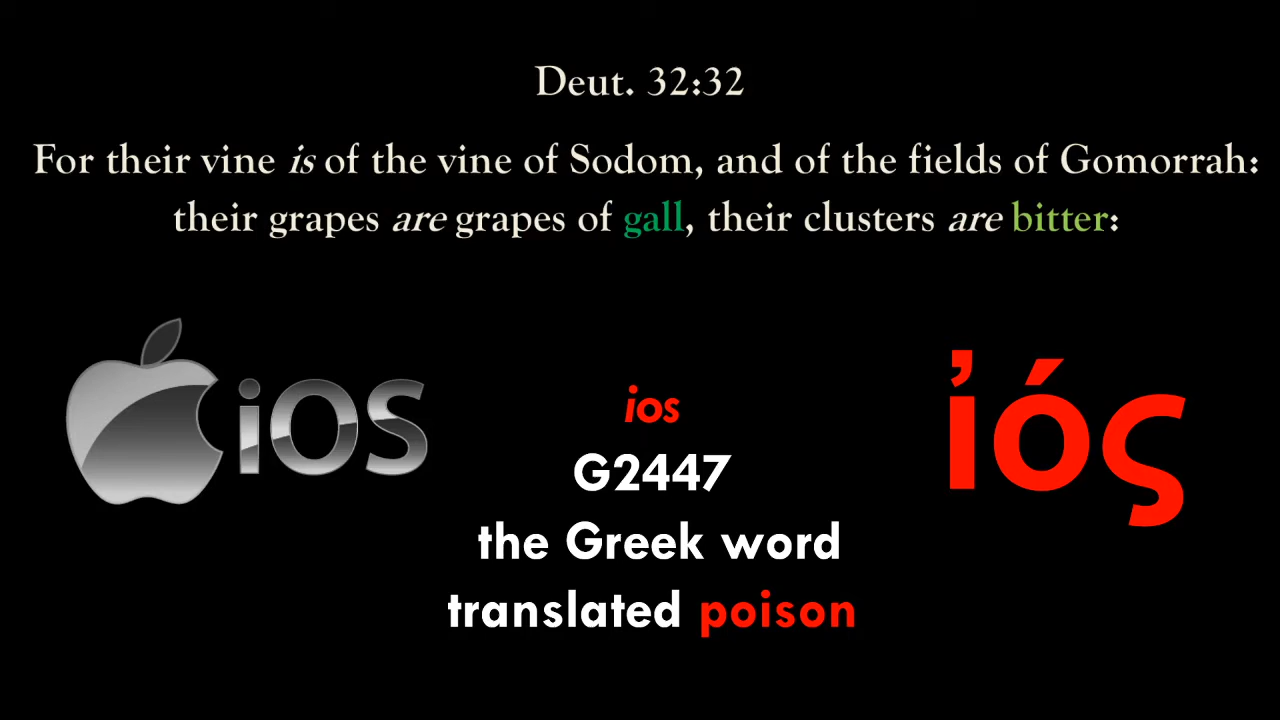 Deut. 32:32
For their vine is of the vine of Sodom, and of the fields of Gomorrah:
their grapes are grapes of gall, their clusters are bitter:
iOS
ios
G2447
the Greek word
translated poison
ἰός